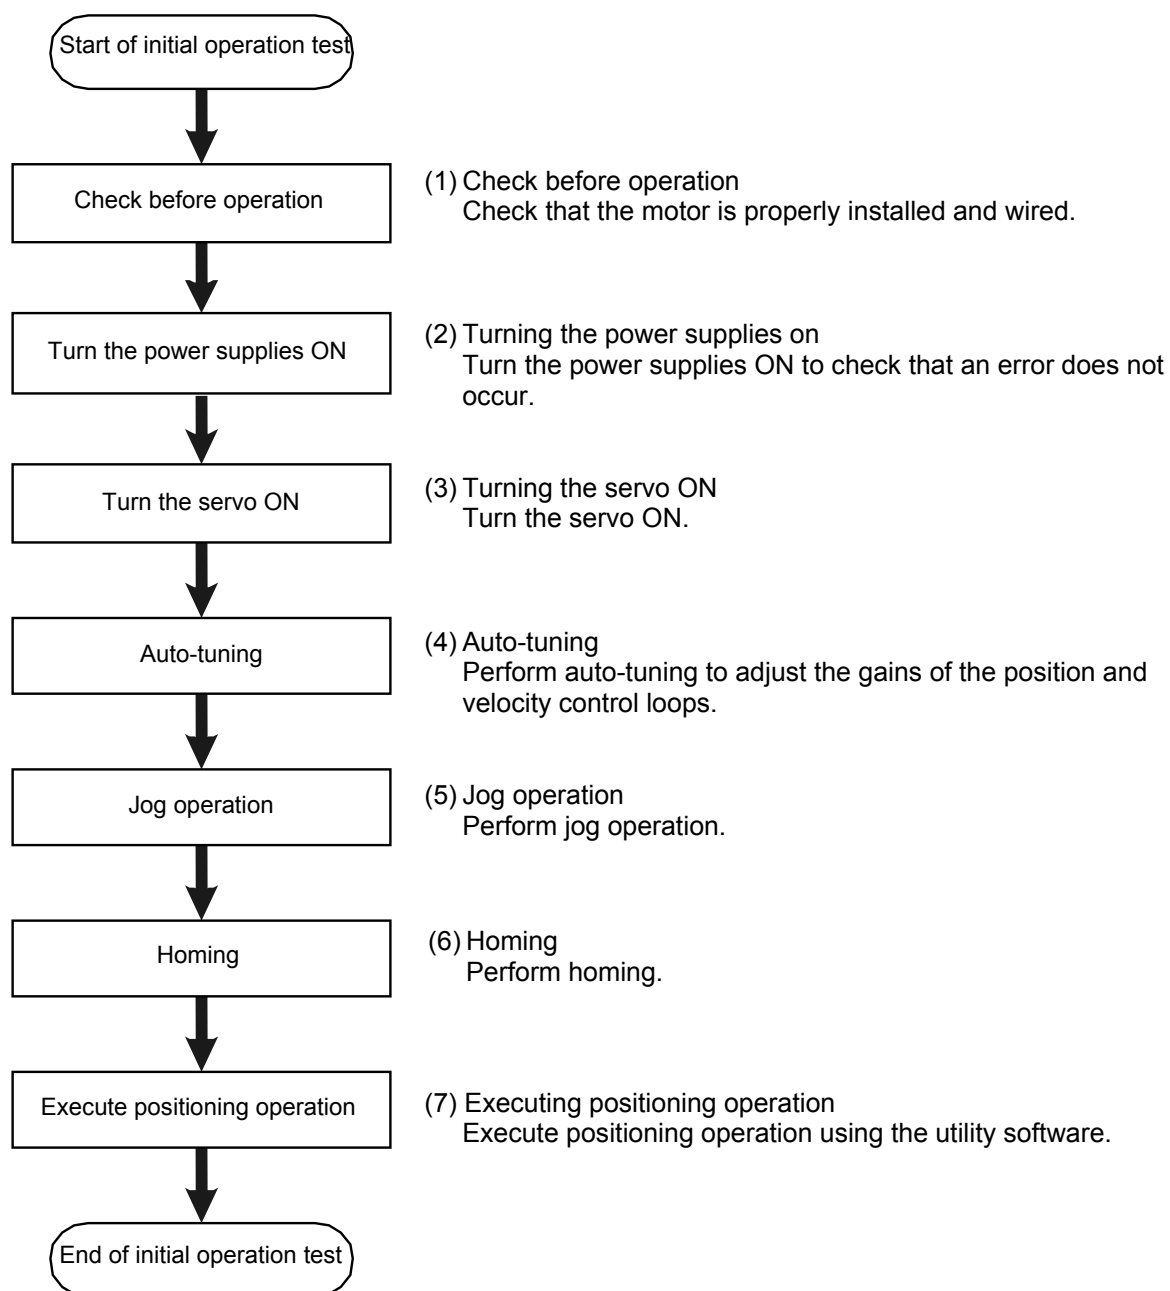 Start of initial operation test
Check before operation
(1) Check before operation
Check that the motor is properly installed and wired.
Turn the power supplies ON
(2) Turning the power supplies on
Turn the power supplies ON to check that an error does not
occur.
Turn the servo ON
(3) Turning the servo ON
Turn the servo ON.
Auto-tuning
(4) Auto-tuning
Perform auto-tuning to adjust the gains of the position and
velocity control loops.
Jog operation
(5) Jog operation
Perform jog operation.
Homing
(6) Homing
Perform homing.
Execute positioning operation
(7) Executing positioning operation
Execute positioning operation using the utility software.
End of initial operation test